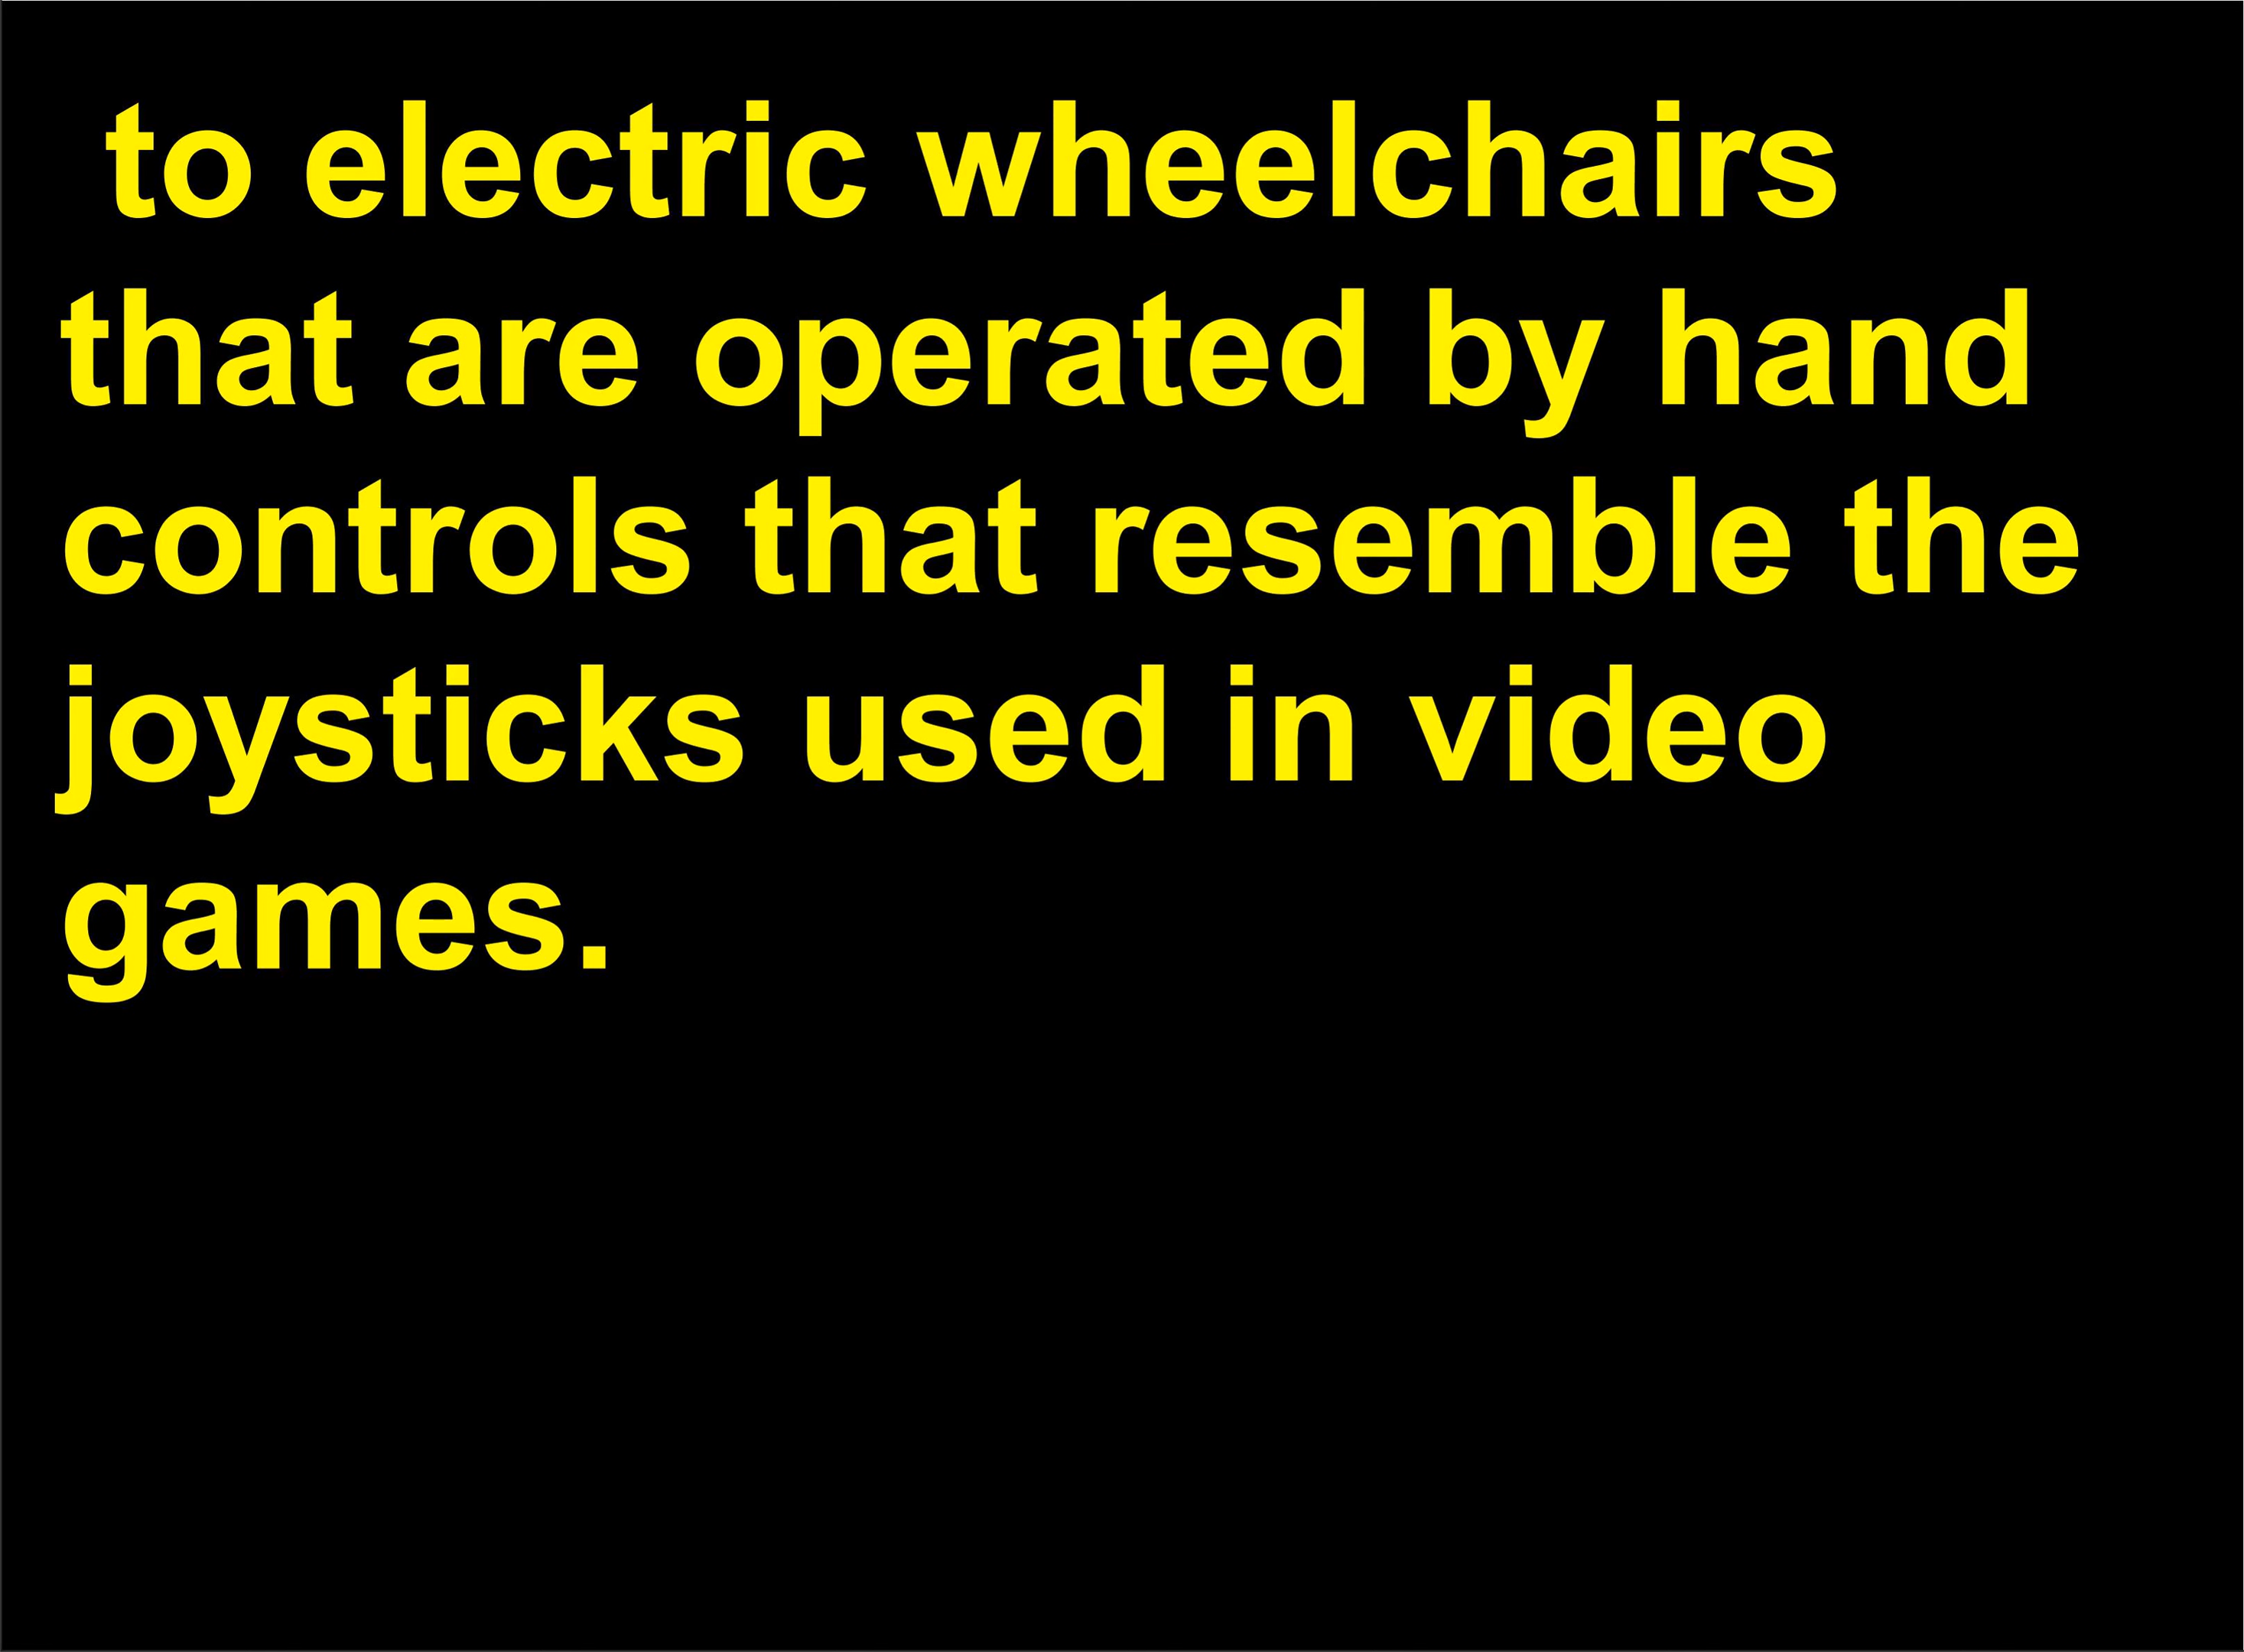 to electric wheelchairs
that are operated by hand
controls that resemble the
joysticks used in video
games.